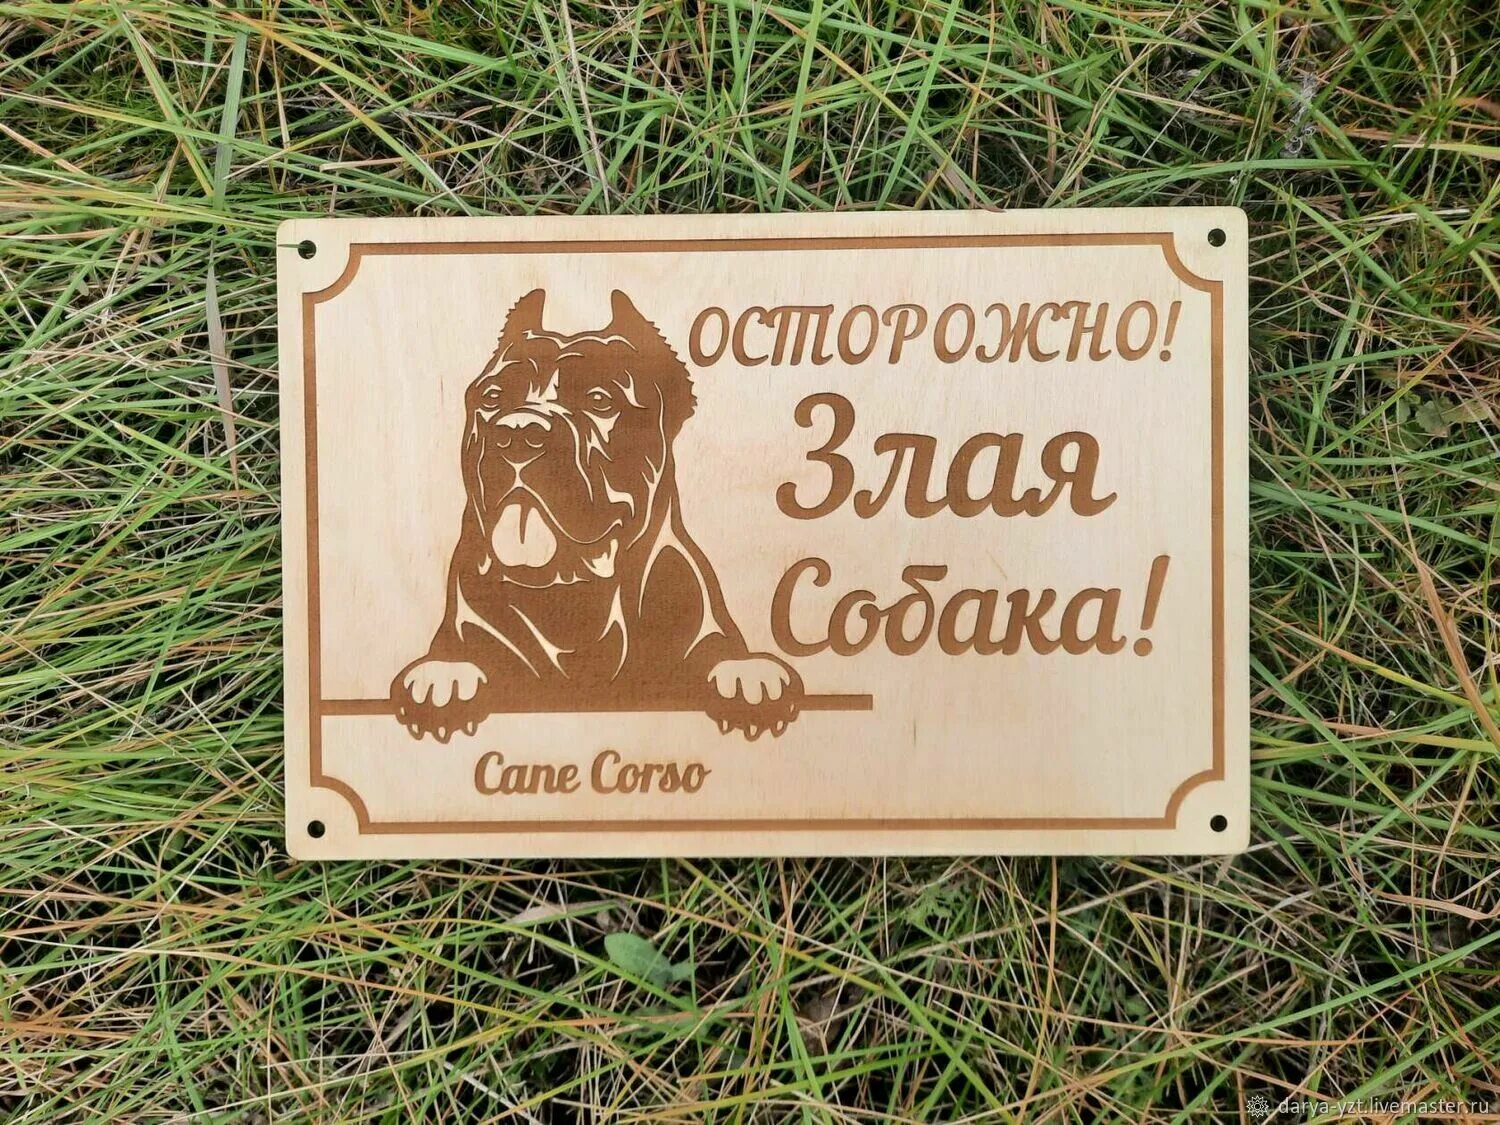 ОСТОРОЖНО!
Злая
Собака!
Cane Corso
darya-yzt.livemaster.ru